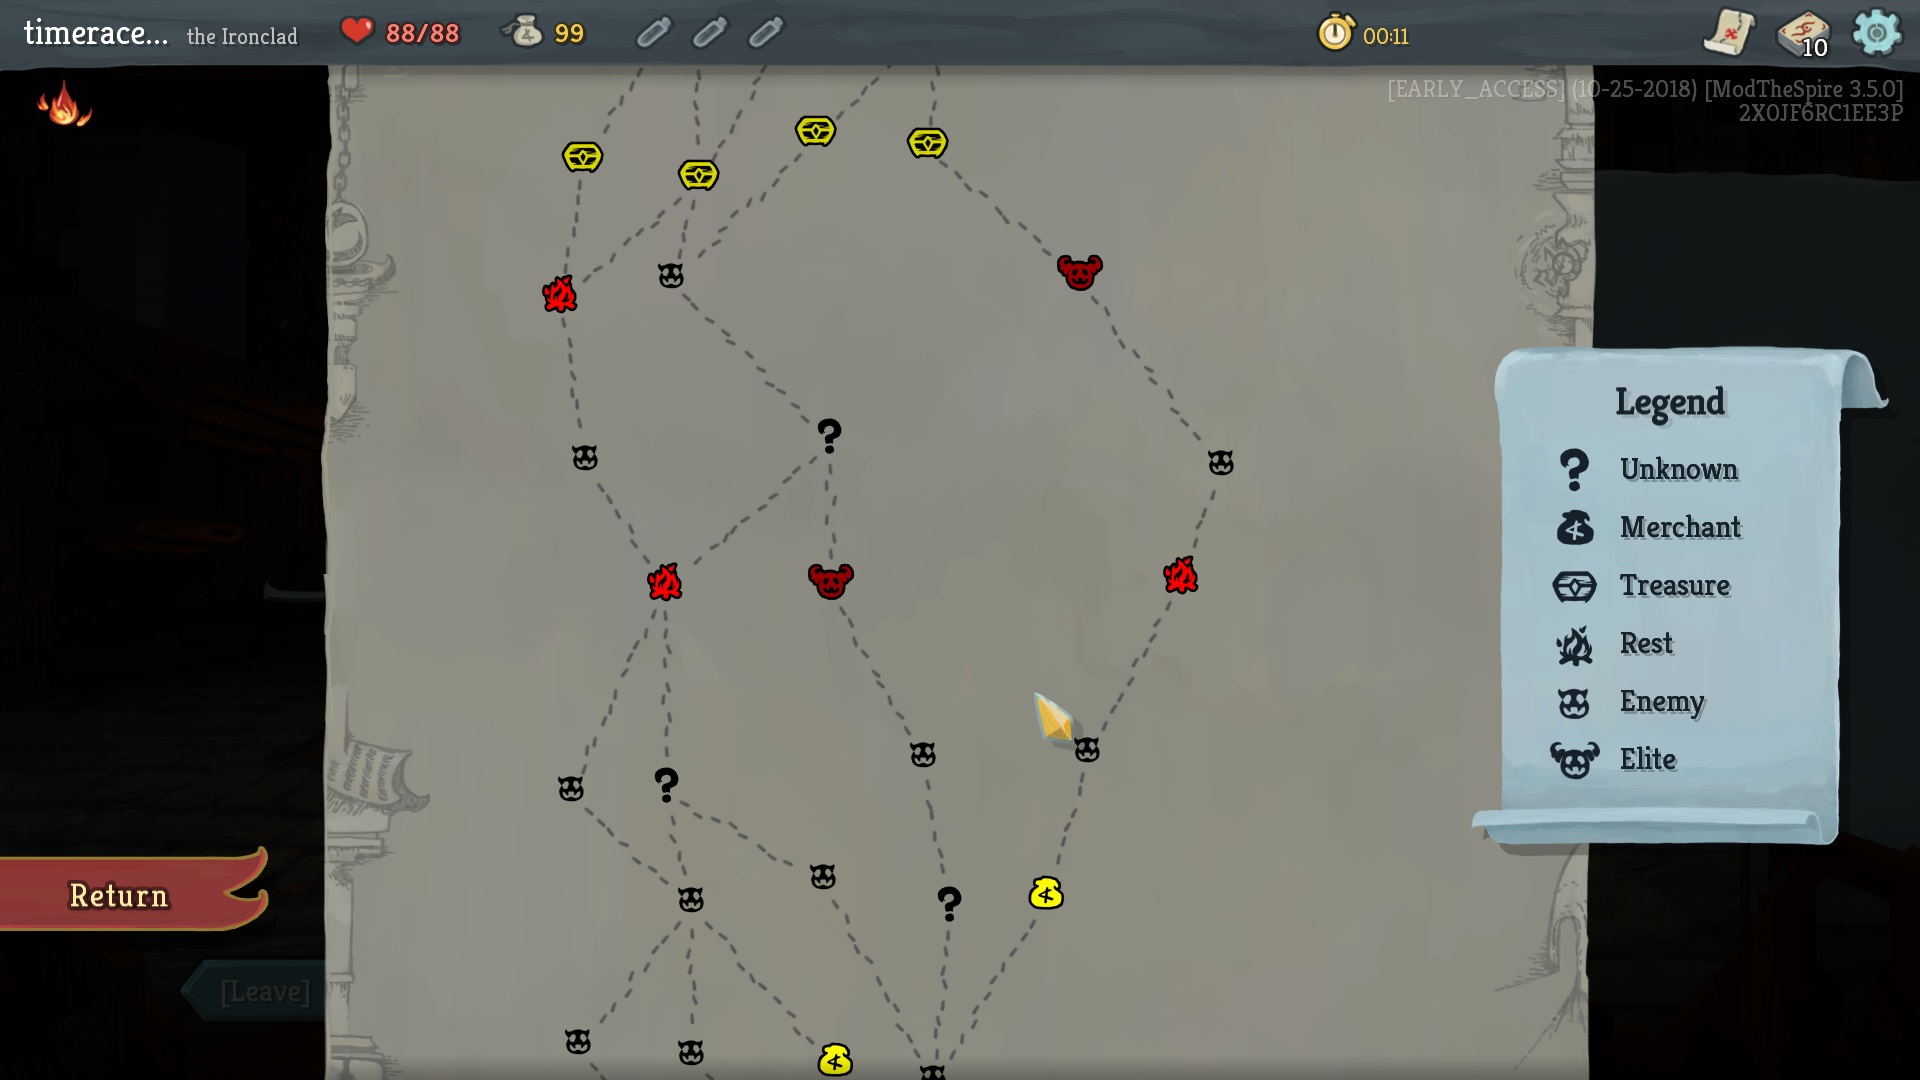 timerace... the Ironclad 88/88 99 00:11 10
[EARLY_ACCESS] (10-25-2018) [ModTheSpire 3.5.0]
2X0JF6RC1EE3P
Legend
Unknown
Merchant
Treasure
Rest
Enemy
Elite
Return
[Leave]